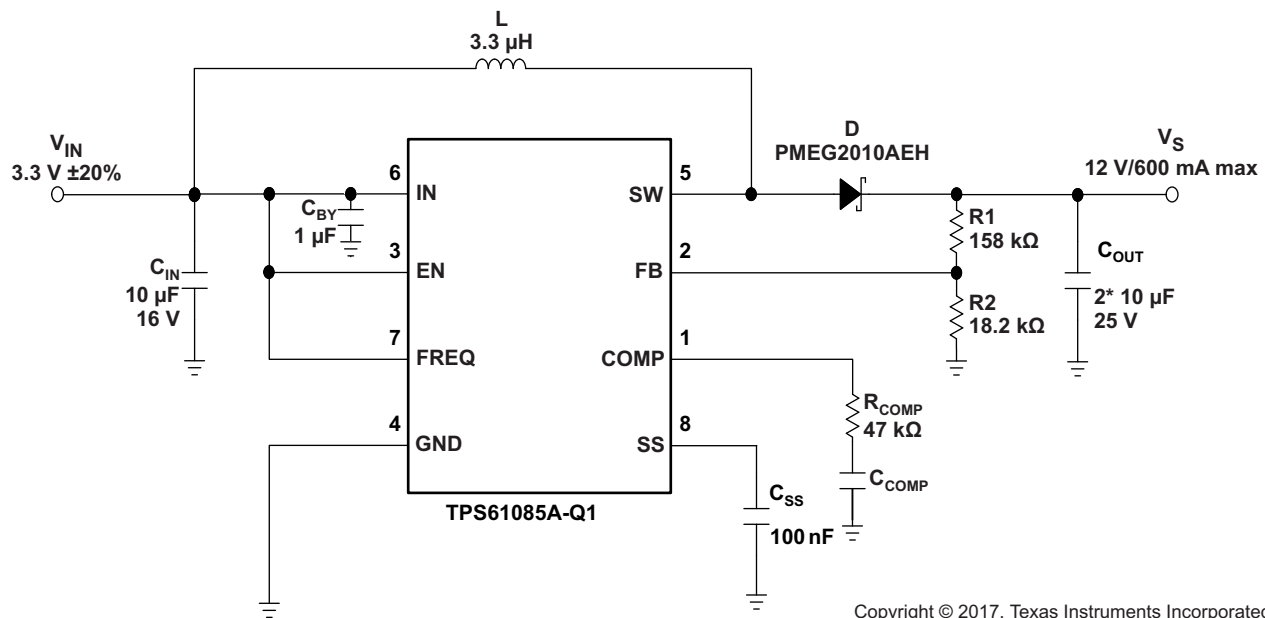 L
3.3 µH
V_IN
3.3 V ±20%
D
PMEG2010AEH
V_S
12 V/600 mA max
6
IN
C_BY
1 µF
5
SW
R1
158 kΩ
C_IN
10 µF
16 V
3
EN
2
FB
C_OUT
2* 10 µF
25 V
R2
18.2 kΩ
7
FREQ
1
COMP
R_COMP
47 kΩ
4
GND
8
SS
C_COMP
C_SS
100 nF
TPS61085A-Q1
Copyright © 2017, Texas Instruments Incorporated